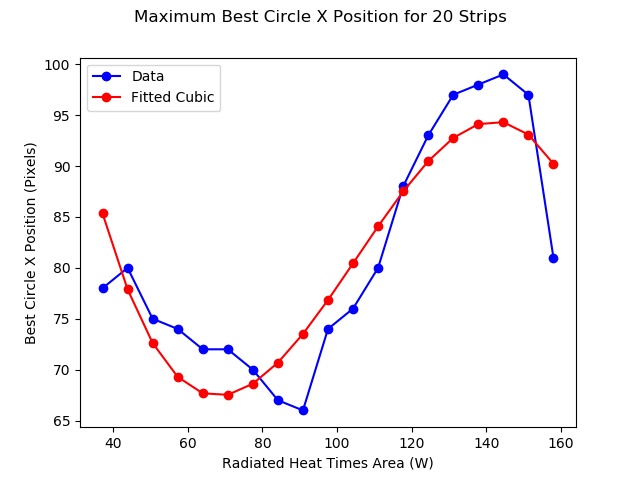 Maximum Best Circle X Position for 20 Strips
Data
Fitted Cubic
100
95
90
85
80
75
70
65
Best Circle X Position (Pixels)
40 60 80 100 120 140 160
Radiated Heat Times Area (W)